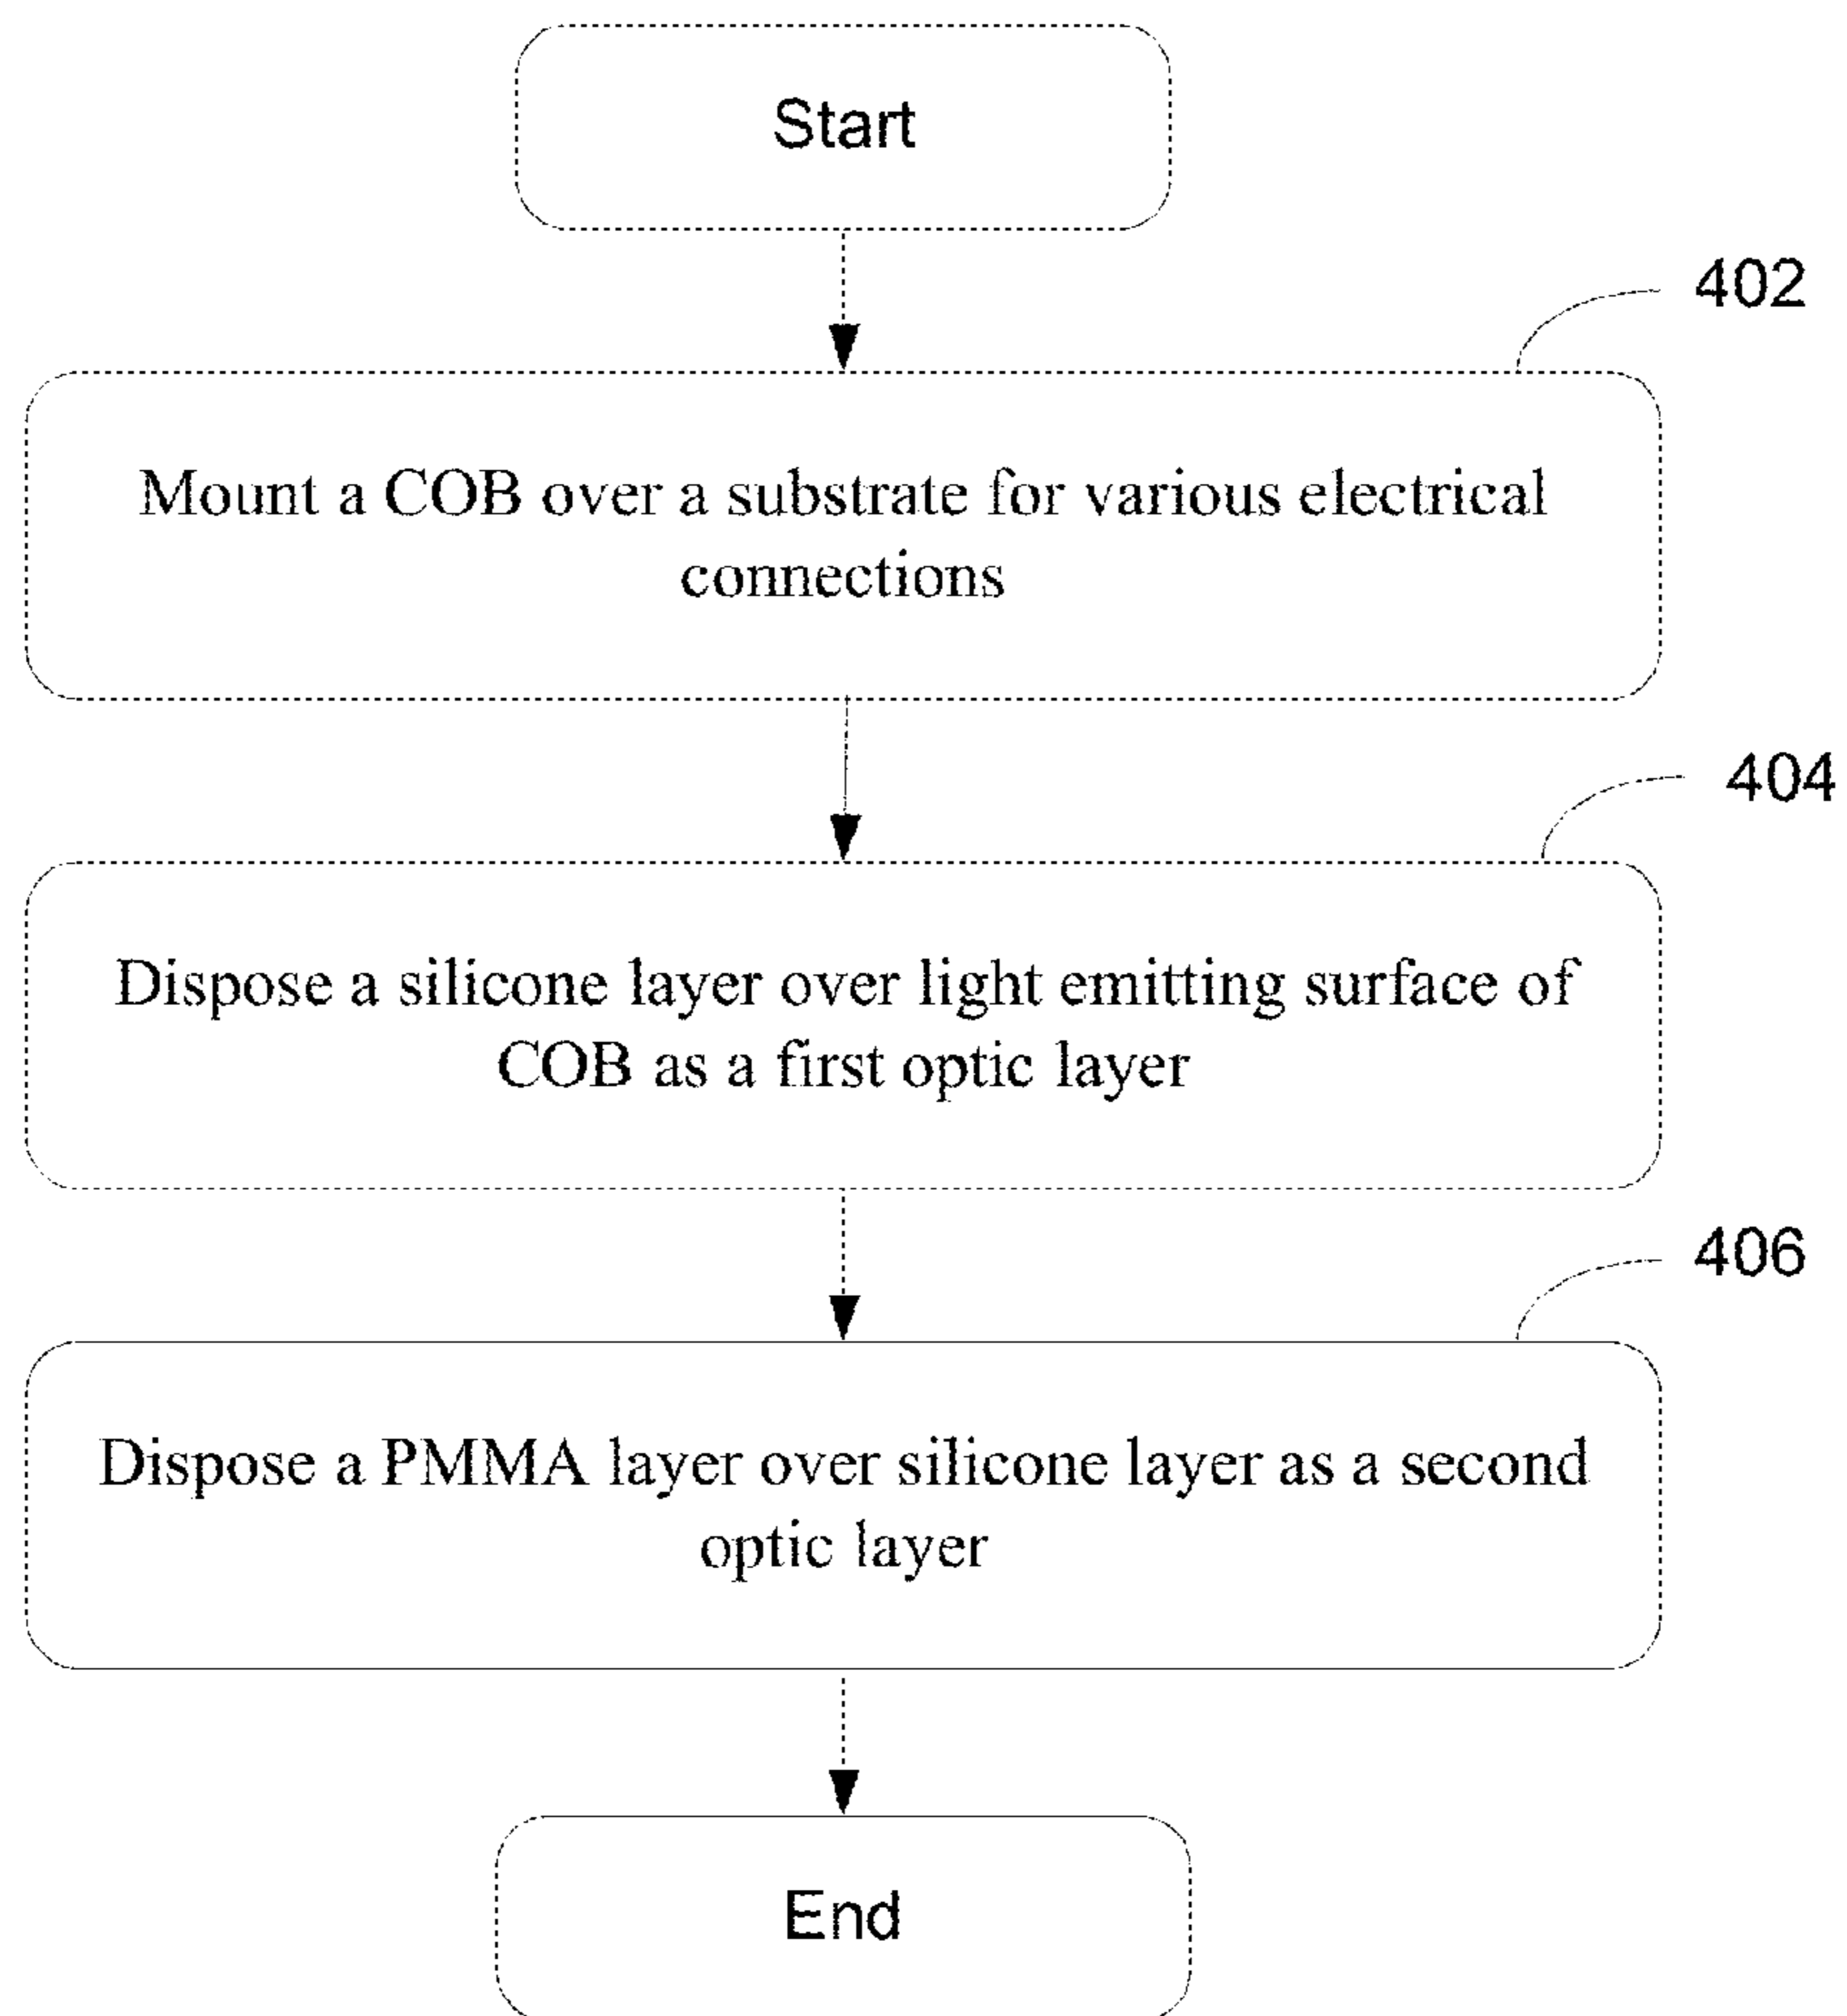 Start
402
Mount a COB over a substrate for various electrical
connections
404
Dispose a silicone layer over light emitting surface of
COB as a first optic layer
406
Dispose a PMMA layer over silicone layer as a second
optic layer
End